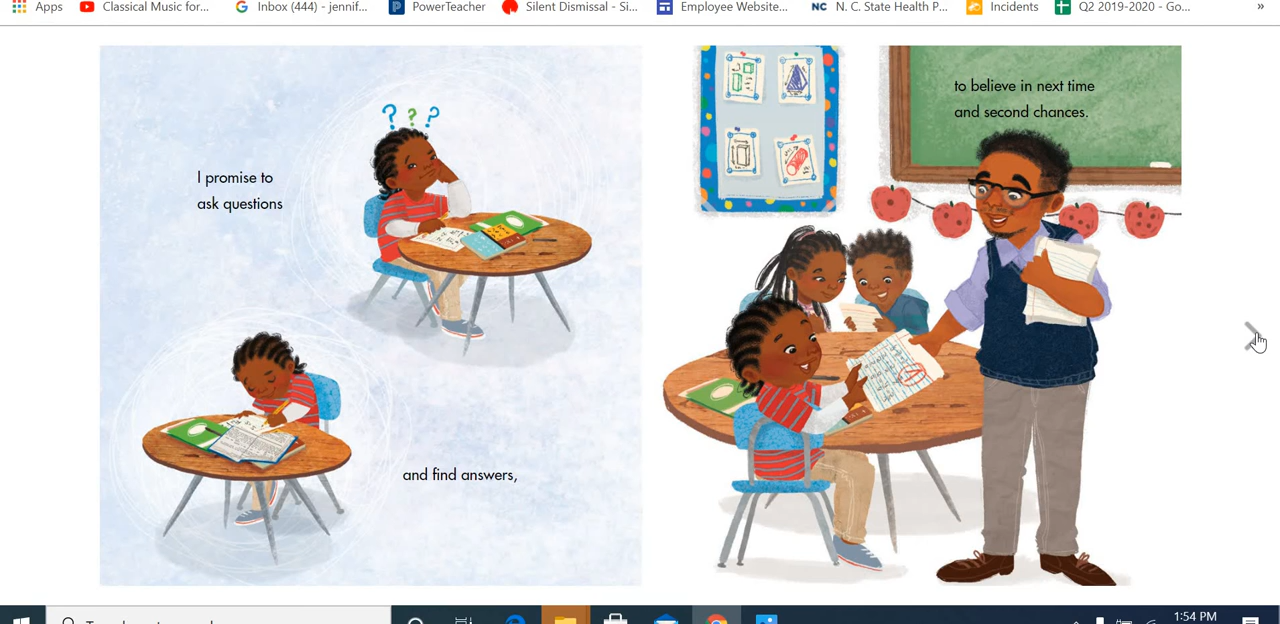 Apps
Classical Music for...
Inbox (444) - jennif...
PowerTeacher
Silent Dismissal - Si...
Employee Website...
NC N. C. State Health P...
Incidents
Q2 2019-2020 - Go...
»
? ? ?
I promise to
ask questions
and find answers,
to believe in next time
and second chances.
1:54 PM